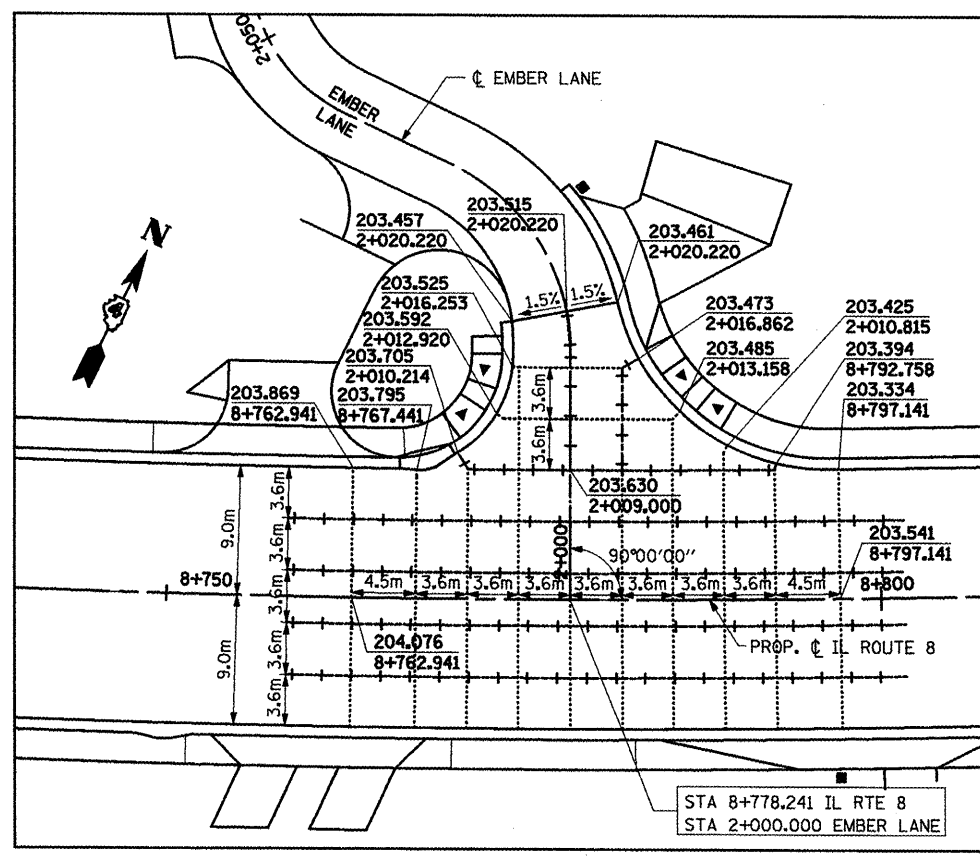 2+050
℄ EMBER LANE
EMBER
LANE
N
203.457
2+020.220
203.515
2+020.220
203.461
2+020.220
1.5% 1.5%
203.525
2+016.253
203.592
2+012.920
203.705
2+010.214
203.869
8+762.941
203.795
8+767.441
203.473
2+016.862
203.485
2+013.158
203.425
2+010.815
203.394
8+792.758
203.334
8+797.141
3.6m
3.6m
203.630
2+009.000
9.0m
3.6m
3.6m
3.6m
3.6m
3.6m
9.0m
2+000
90°00'00"
203.541
8+797.141
8+750
4.5m 3.6m 3.6m 3.6m 3.6m 3.6m 3.6m 3.6m 4.5m
8+800
204.076
8+762.941
PROP. ℄ IL ROUTE 8
STA 8+778.241 IL RTE 8
STA 2+000.000 EMBER LANE